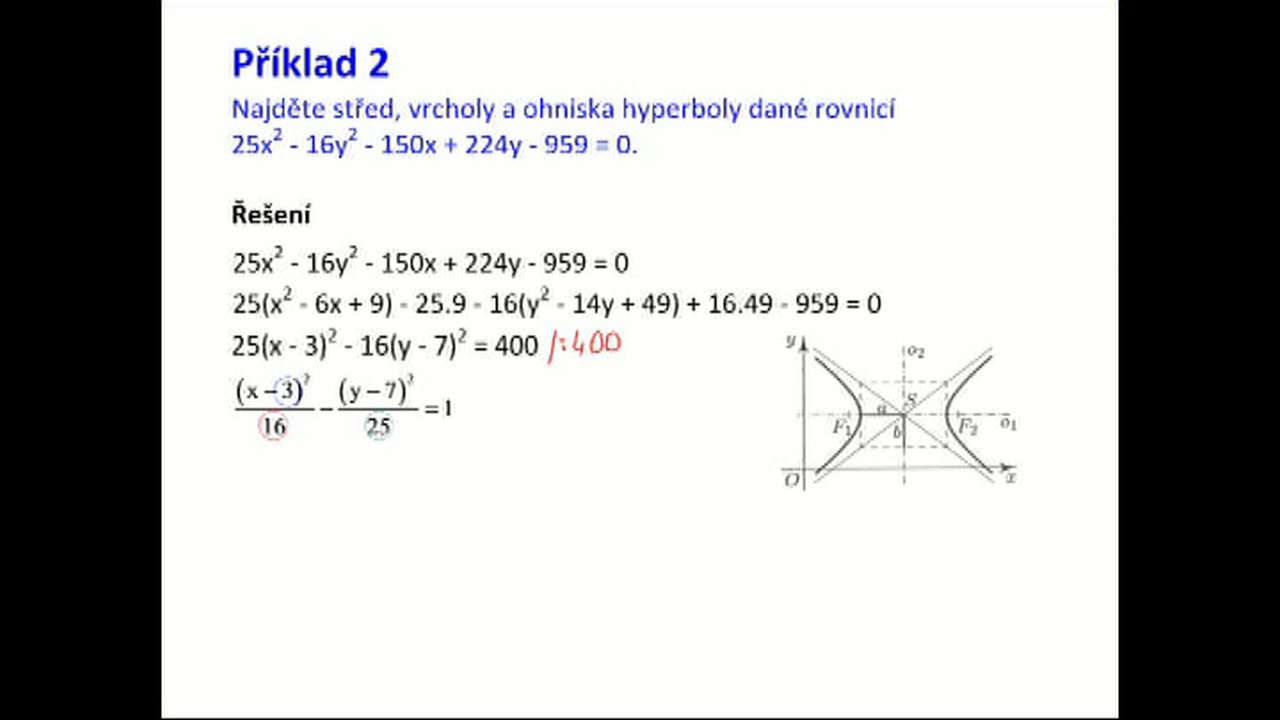 Příklad 2
Najděte střed, vrcholy a ohniska hyperboly dané rovnicí
25x² - 16y² - 150x + 224y - 959 = 0.
Řešení
25x² - 16y² - 150x + 224y - 959 = 0
25(x² - 6x + 9) - 25.9 - 16(y² - 14y + 49) + 16.49 - 959 = 0
25(x - 3)² - 16(y - 7)² = 400 /:400
(x – 3)²/16 – (y – 7)²/25 = 1
y o₂
a S
F₁ b F₂ o₁
O x